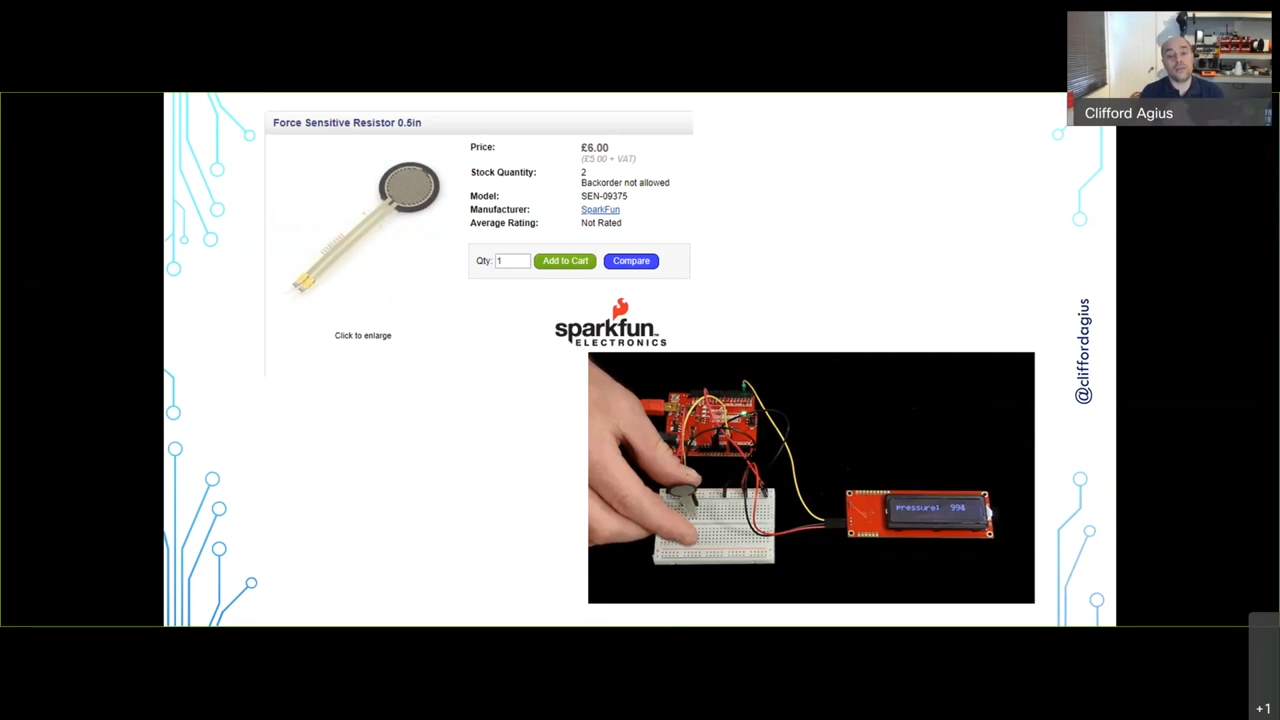 Clifford Agius
Force Sensitive Resistor 0.5in
Price: £6.00
(£5.00 + VAT)
Stock Quantity: 2
Backorder not allowed
Model: SEN-09375
Manufacturer: SparkFun
Average Rating: Not Rated
Qty: 1 Add to Cart Compare
Click to enlarge
sparkfun™
ELECTRONICS
pressure: 998
@cliffordagius
+1